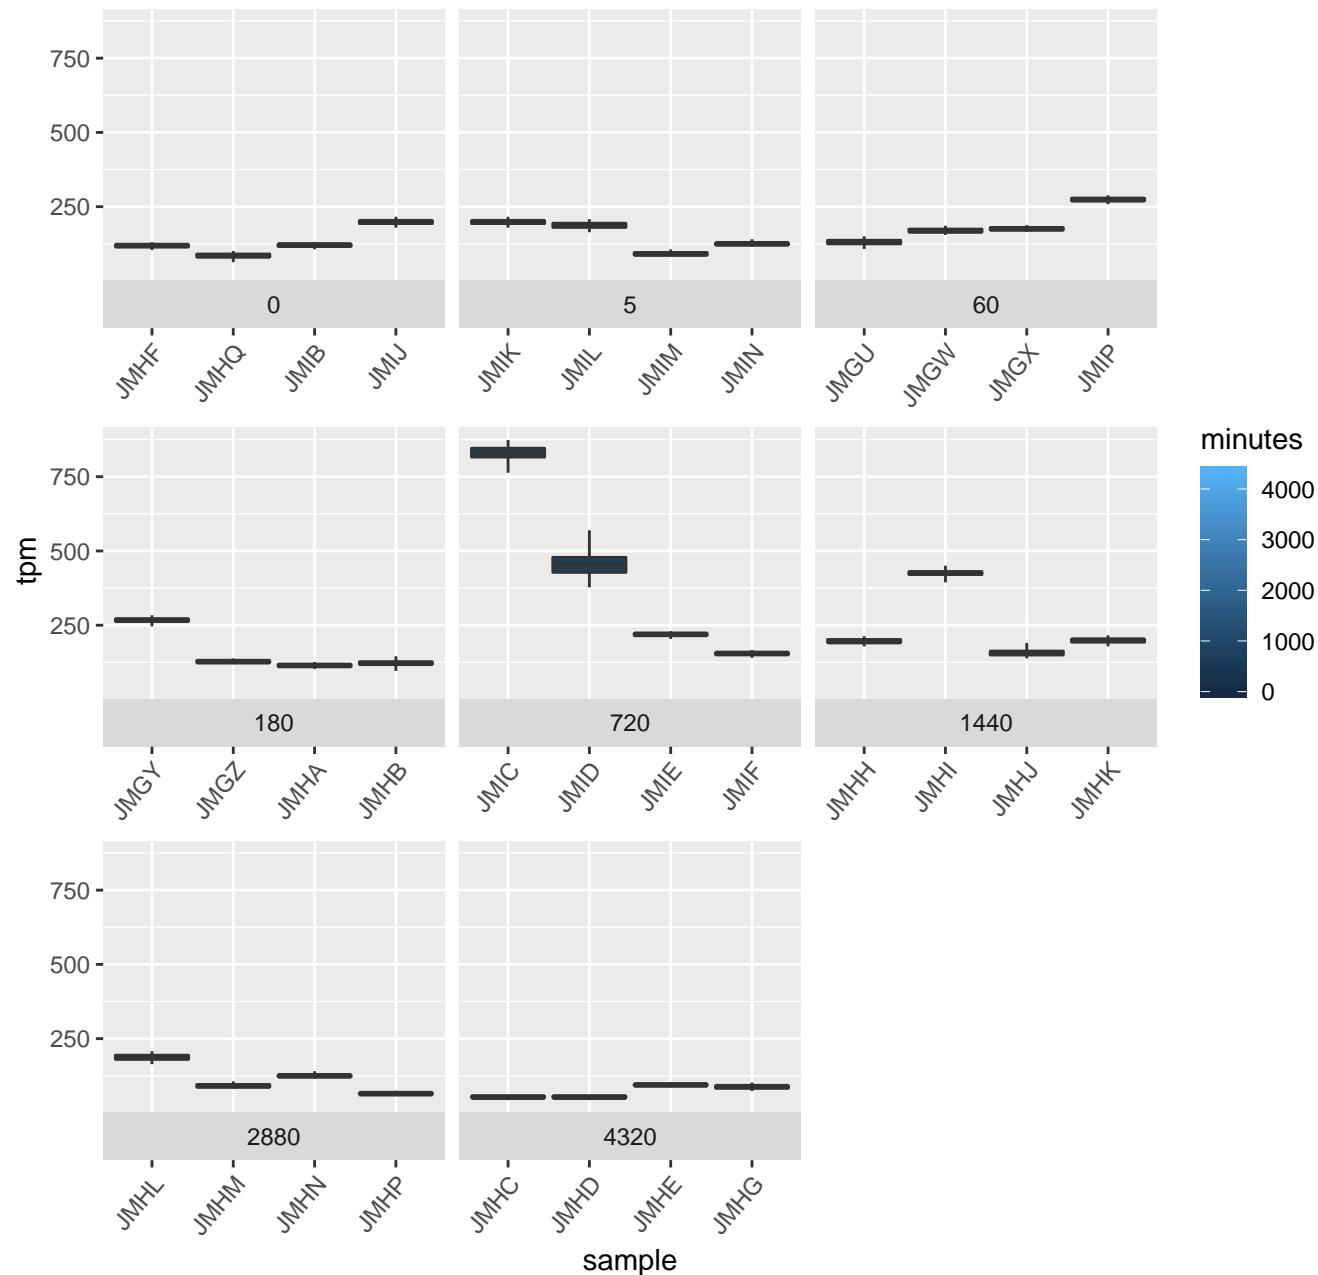 750
500
250
0
5
60
JMHF JMHQ JMIB JMIJ
JMIK JMIL JMIM JMIN
JMGU JMGW JMGX JMIP
tpm
750
500
250
180
720
1440
JMGY JMGZ JMHA JMHB
JMIC JMID JMIE JMIF
JMHH JMHI JMHJ JMHK
minutes
4000
3000
2000
1000
0
750
500
250
2880
4320
JMHL JMHM JMHN JMHP
JMHC JMHD JMHE JMHG
sample